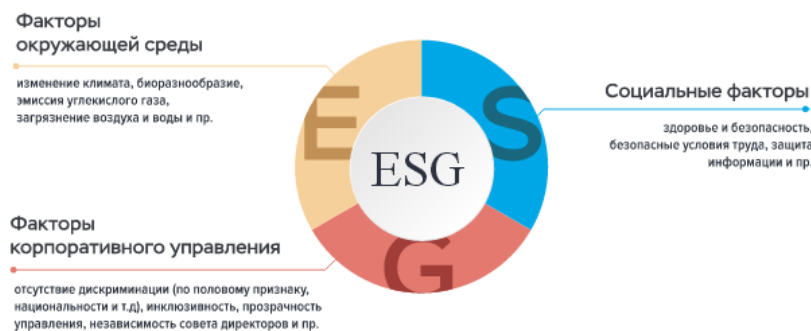 Факторы
окружающей среды
изменение климата, биоразнообразие,
эмиссия углекислого газа,
загрязнение воздуха и воды и пр.
E
S
ESG
G
Социальные факторы
здоровье и безопасность,
безопасные условия труда, защита
информации и пр.
Факторы
корпоративного управления
отсутствие дискриминации (по половому признаку,
национальности и т.д), инклюзивность, прозрачность
управления, независимость совета директоров и пр.